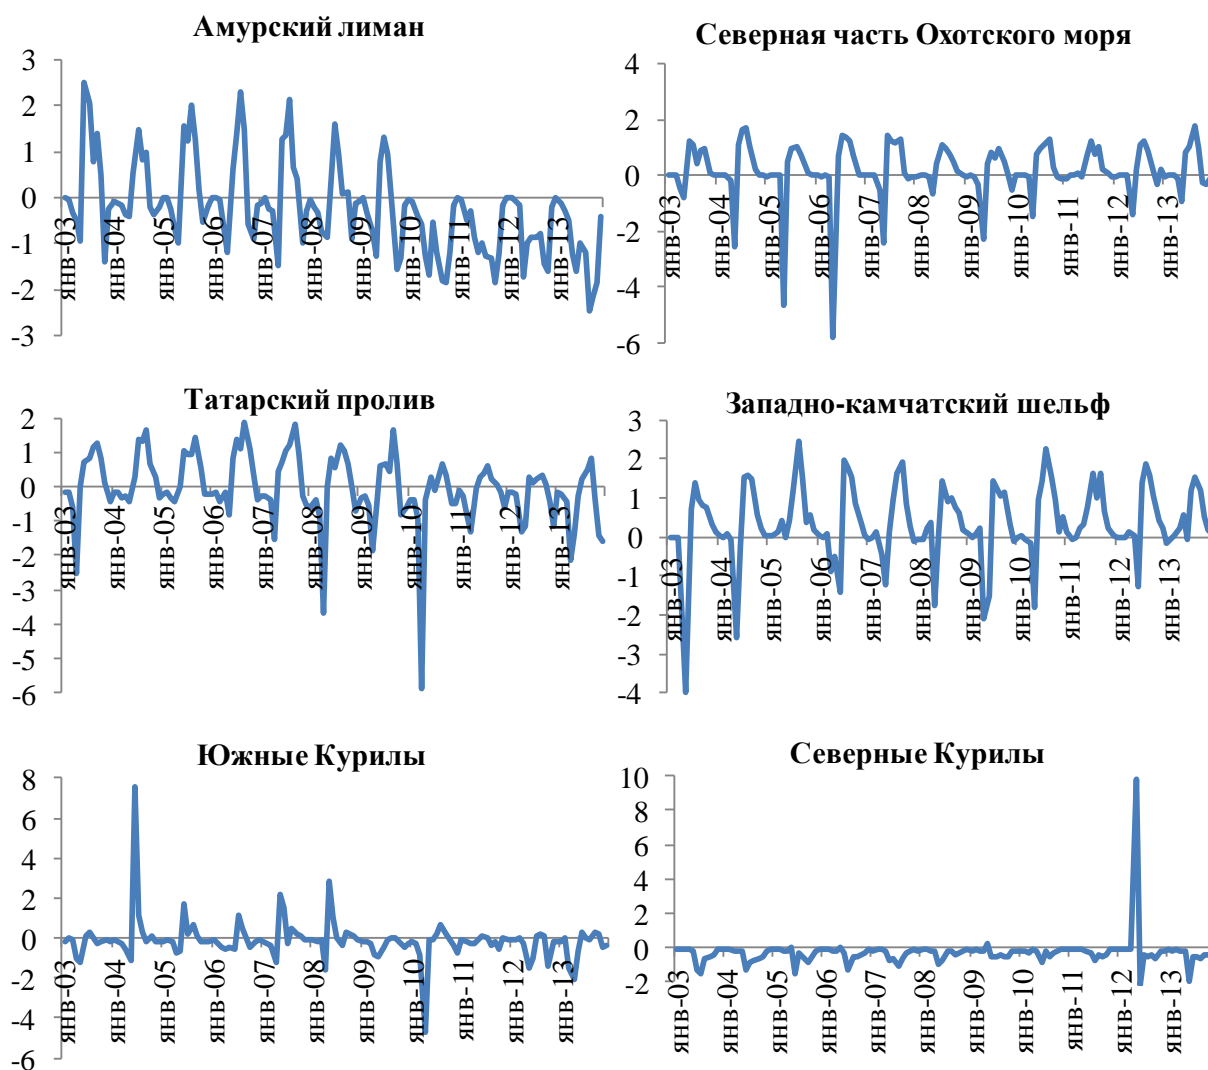 Амурский лиман
3
2
1
0
-1
-2
-3
янв-03
янв-04
янв-05
янв-06
янв-07
янв-08
янв-09
янв-10
янв-11
янв-12
янв-13
Северная часть Охотского моря
4
2
0
-2
-4
-6
янв-03
янв-04
янв-05
янв-06
янв-07
янв-08
янв-09
янв-10
янв-11
янв-12
янв-13
Татарский пролив
2
1
0
-1
-2
-3
-4
-5
-6
янв-03
янв-04
янв-05
янв-06
янв-07
янв-08
янв-09
янв-10
янв-11
янв-12
янв-13
Западно-камчатский шельф
3
2
1
0
-1
-2
-3
-4
янв-03
янв-04
янв-05
янв-06
янв-07
янв-08
янв-09
янв-10
янв-11
янв-12
янв-13
Южные Курилы
8
6
4
2
0
-2
-4
-6
янв-03
янв-04
янв-05
янв-06
янв-07
янв-08
янв-09
янв-10
янв-11
янв-12
янв-13
Северные Курилы
10
8
6
4
2
0
-2
янв-03
янв-04
янв-05
янв-06
янв-07
янв-08
янв-09
янв-10
янв-11
янв-12
янв-13